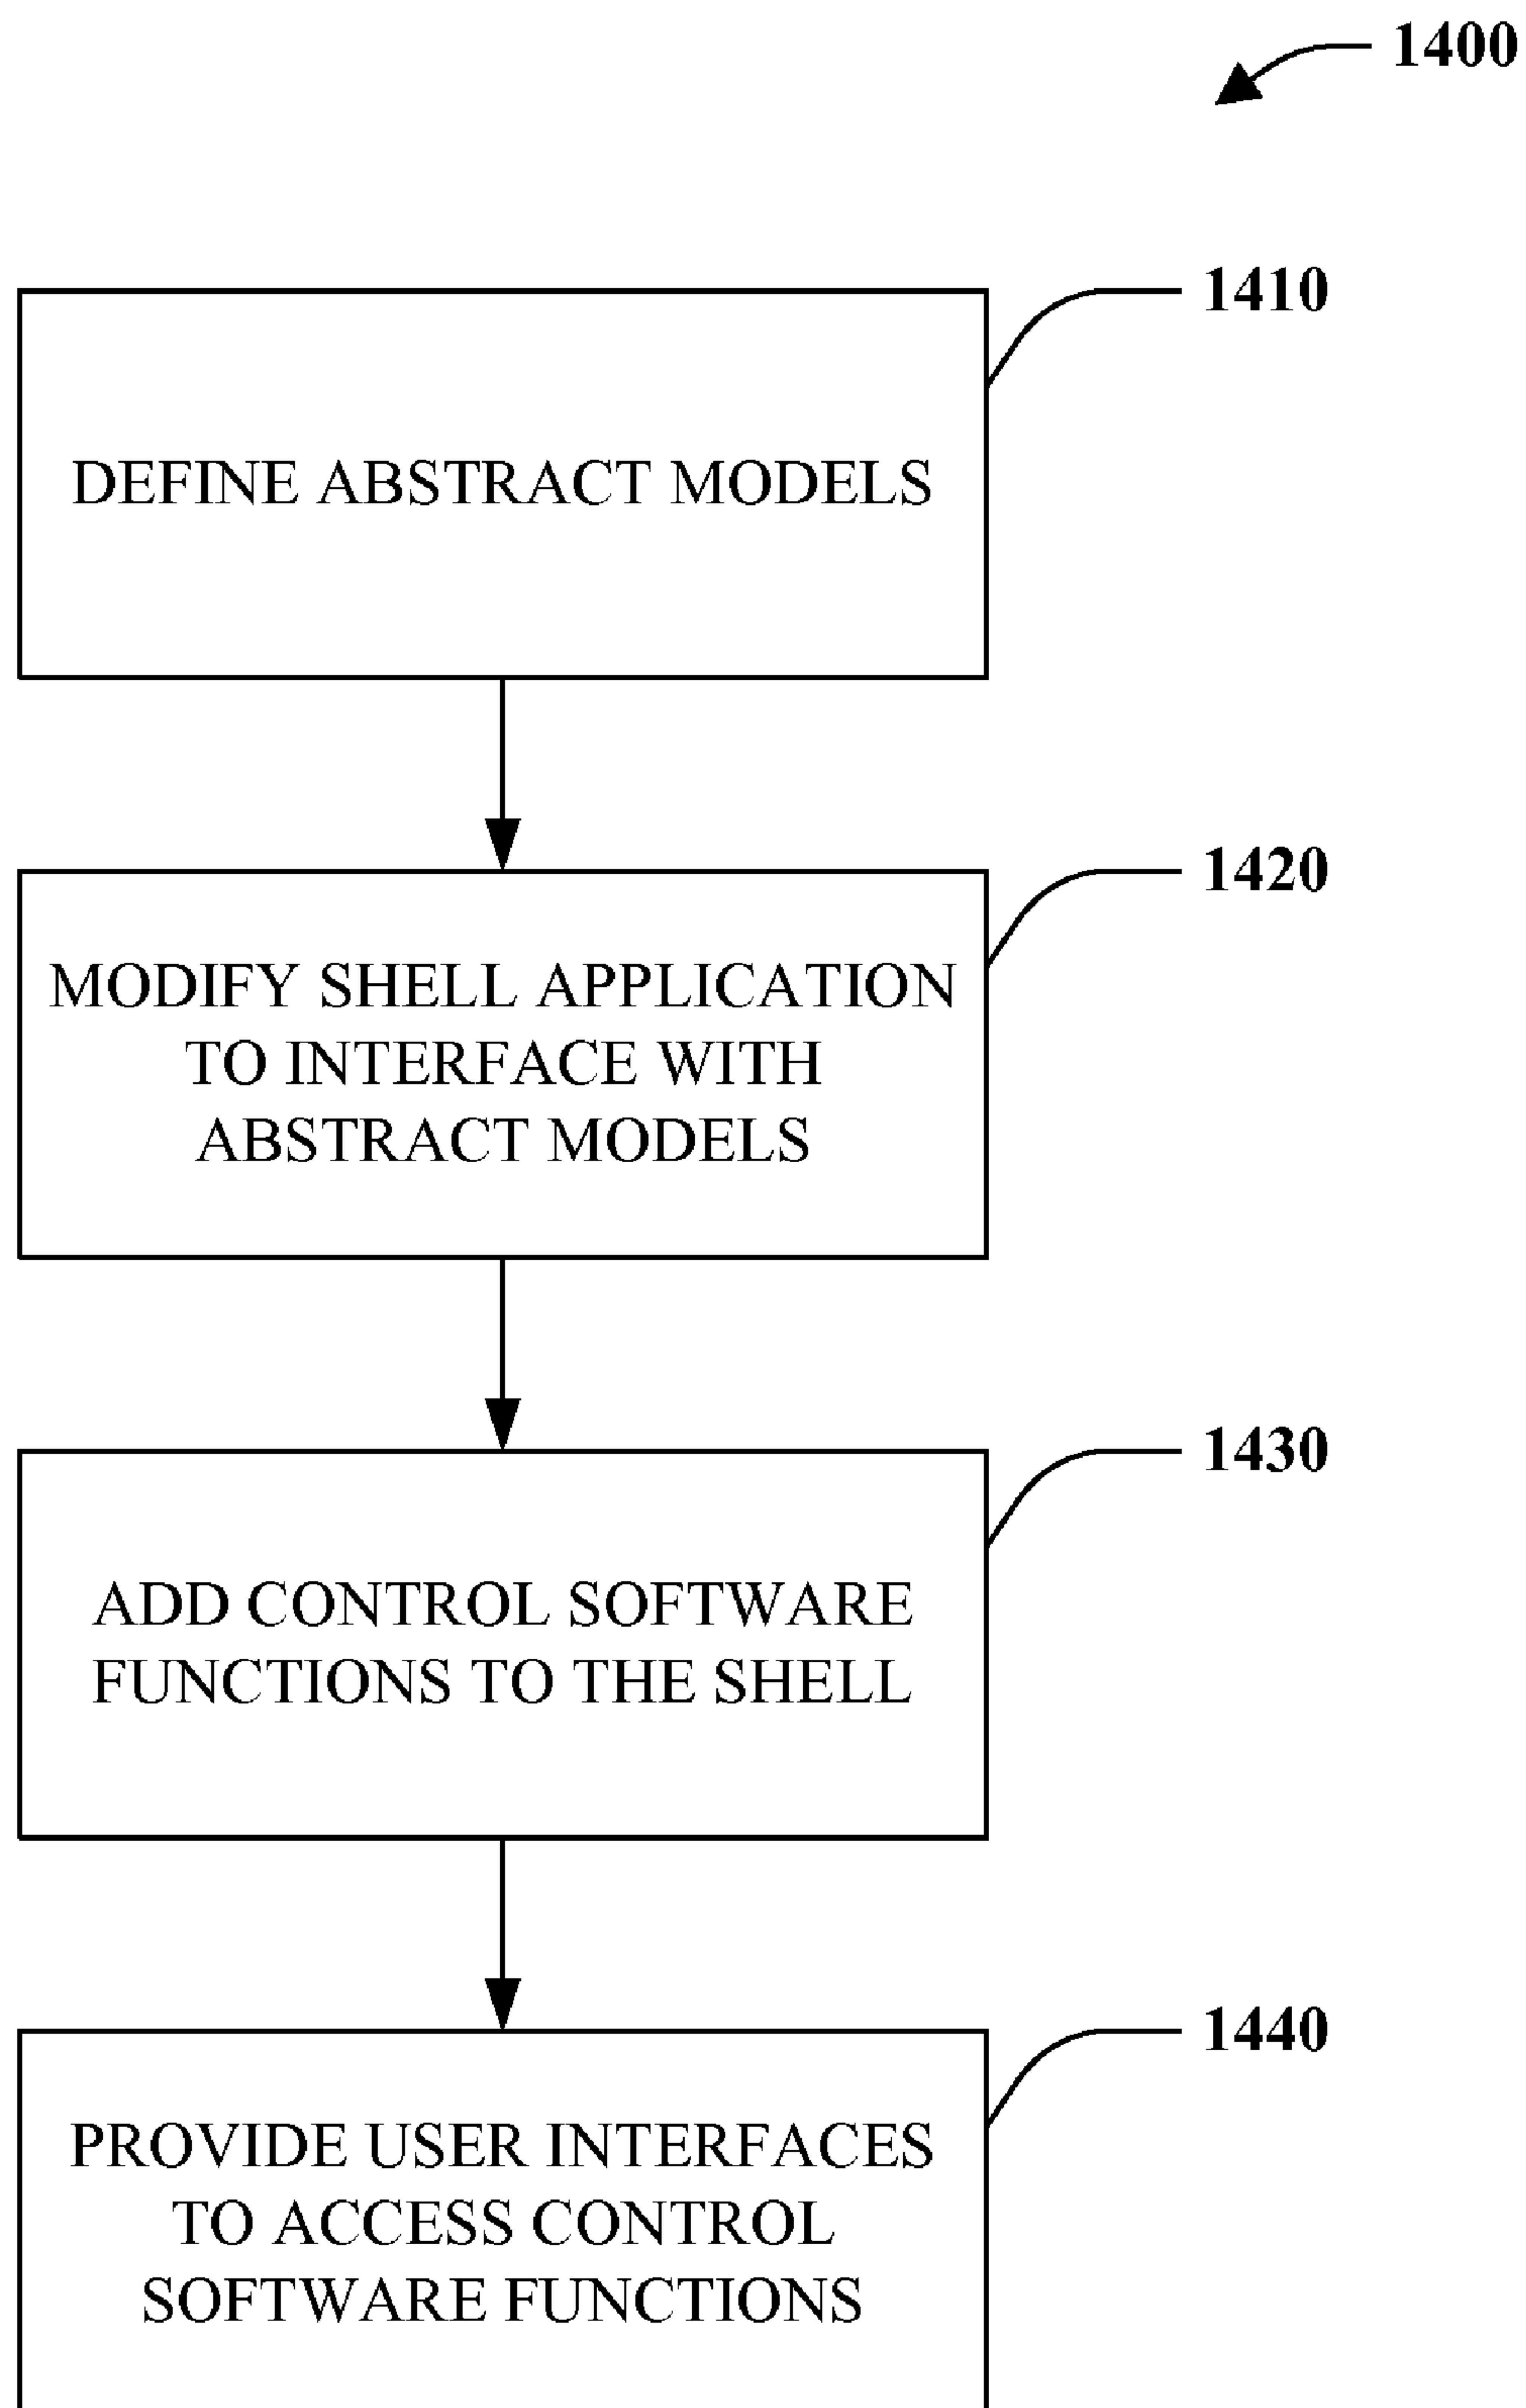 1400
1410
DEFINE ABSTRACT MODELS
1420
MODIFY SHELL APPLICATION
TO INTERFACE WITH
ABSTRACT MODELS
1430
ADD CONTROL SOFTWARE
FUNCTIONS TO THE SHELL
1440
PROVIDE USER INTERFACES
TO ACCESS CONTROL
SOFTWARE FUNCTIONS